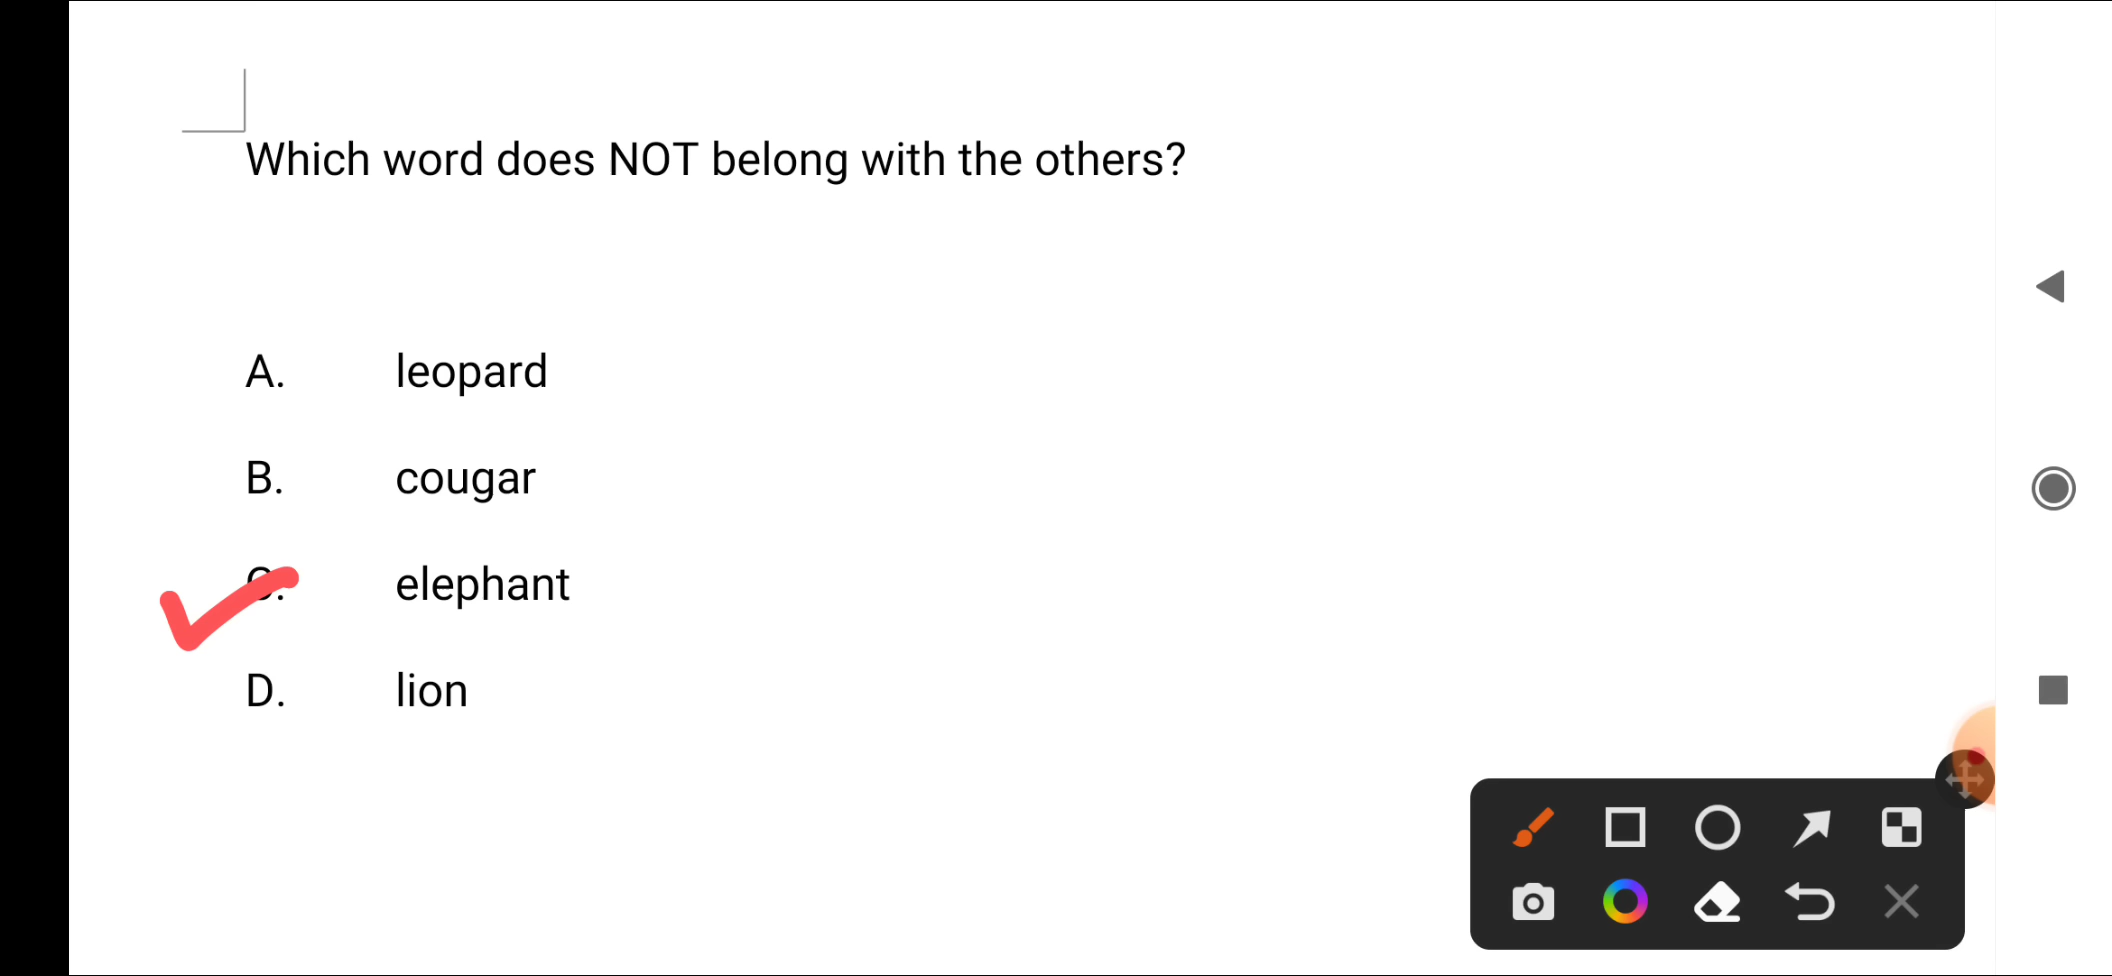 Which word does NOT belong with the others?
A. leopard
B. cougar
C. elephant
D. lion